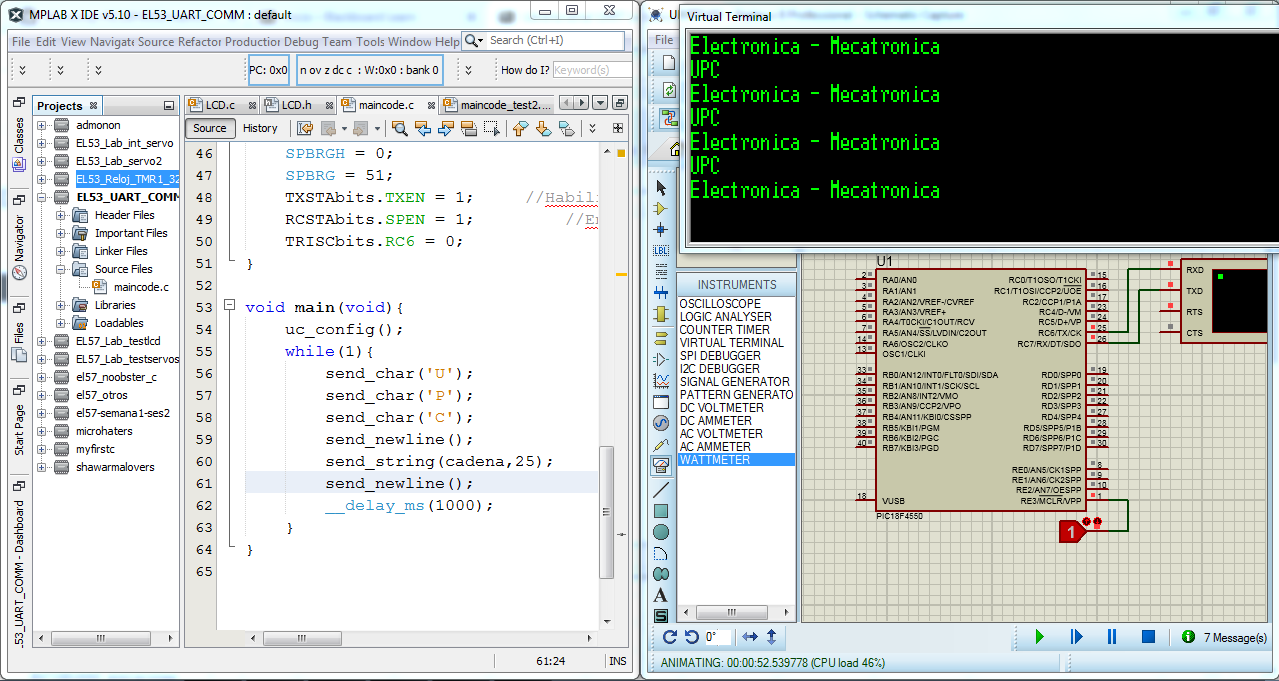 MPLAB X IDE v5.10 - EL53_UART_COMM : default
File Edit View Navigate Source Refactor Production Debug Team Tools Window Help
Search (Ctrl+I)
PC: 0x0
n ov z dc c : W:0x0 : bank 0
How do I?
Keyword(s)
Projects
LCD.c
LCD.h
maincode.c
maincode_test2....
Source
History
Classes
Navigator
Files
Start Page
53_UART_COMM - Dashboard
admonon
EL53_Lab_int_servo
EL53_Lab_servo2
EL53_Reloj_TMR1_32
EL53_UART_COMM
Header Files
Important Files
Linker Files
Source Files
maincode.c
Libraries
Loadables
EL57_Lab_testlcd
EL57_Lab_testservos
el57_noobster_c
el57_otros
el57-semana1-ses2
microhaters
myfirstc
shawarmalovers
46 SPBRGH = 0;
47 SPBRG = 51;
48 TXSTAbits.TXEN = 1; //Habili
49 RCSTAbits.SPEN = 1; //En
50 TRISCbits.RC6 = 0;
51 }
52
53 void main(void){
54 uc_config();
55 while(1){
56 send_char('U');
57 send_char('P');
58 send_char('C');
59 send_newline();
60 send_string(cadena,25);
61 send_newline();
62 __delay_ms(1000);
63 }
64 }
65
61:24
INS
File
Virtual Terminal
Electronica - Mecatronica
UPC
Electronica - Mecatronica
UPC
Electronica - Mecatronica
UPC
Electronica - Mecatronica
LBL
INSTRUMENTS
OSCILLOSCOPE
LOGIC ANALYSER
COUNTER TIMER
VIRTUAL TERMINAL
SPI DEBUGGER
I2C DEBUGGER
SIGNAL GENERATOR
PATTERN GENERATO
DC VOLTMETER
DC AMMETER
AC VOLTMETER
AC AMMETER
WATTMETER
A
S
U1
2 RA0/AN0
3 RA1/AN1
4 RA2/AN2/VREF-/CVREF
5 RA3/AN3/VREF+
6 RA4/T0CKI/C1OUT/RCV
7 RA5/AN4/SS/LVDIN/C2OUT
14 RA6/OSC2/CLKO
13 OSC1/CLKI
33 RB0/AN12/INT0/FLT0/SDI/SDA
34 RB1/AN10/INT1/SCK/SCL
35 RB2/AN8/INT2/VMO
36 RB3/AN9/CCP2/VPO
37 RB4/AN11/KBI0/CSSPP
38 RB5/KBI1/PGM
39 RB6/KBI2/PGC
40 RB7/KBI3/PGD
18 VUSB
RC0/T1OSO/T1CKI 15
RC1/T1OSI/CCP2/UOE 16
RC2/CCP1/P1A 17
RC4/D-/VM 23
RC5/D+/VP 24
RC6/TX/CK 25
RC7/RX/DT/SDO 26
RD0/SPP0 19
RD1/SPP1 20
RD2/SPP2 21
RD3/SPP3 22
RD4/SPP4 27
RD5/SPP5/P1B 28
RD6/SPP6/P1C 29
RD7/SPP7/P1D 30
RE0/AN5/CK1SPP 8
RE1/AN6/CK2SPP 9
RE2/AN7/OESPP 10
RE3/MCLR/VPP 1
PIC18F4550
1
RXD
TXD
RTS
CTS
0°
7 Message(s)
ANIMATING: 00:00:52.539778 (CPU load 46%)